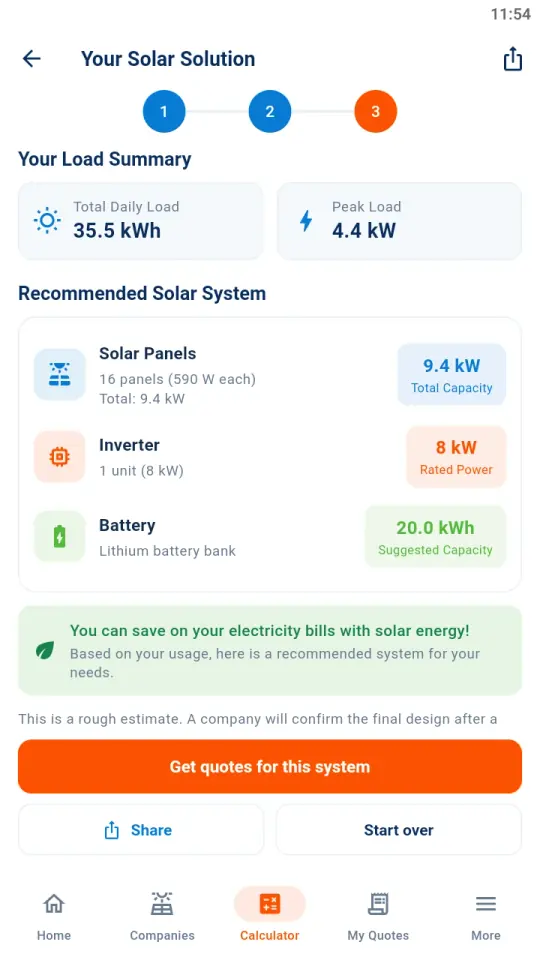 11:54
Your Solar Solution
1
2
3
Your Load Summary
Total Daily Load
35.5 kWh
Peak Load
4.4 kW
Recommended Solar System
Solar Panels
16 panels (590 W each)
Total: 9.4 kW
9.4 kW
Total Capacity
Inverter
1 unit (8 kW)
8 kW
Rated Power
Battery
Lithium battery bank
20.0 kWh
Suggested Capacity
You can save on your electricity bills with solar energy!
Based on your usage, here is a recommended system for your
needs.
This is a rough estimate. A company will confirm the final design after a
Get quotes for this system
Share
Start over
Home
Companies
Calculator
My Quotes
More